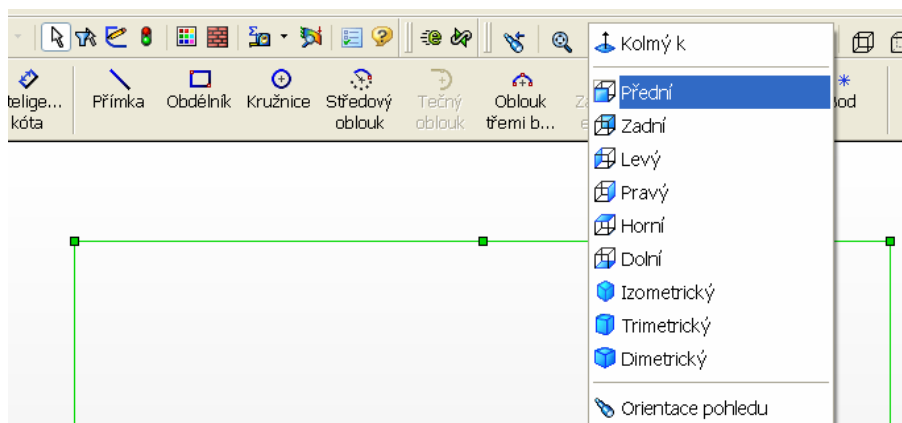 Kolmý k
telige... Přímka Obdélník Kružnice Středový Tečný Oblouk
kóta oblouk oblouk třemi b...
Přední
Zadní
Levý
Pravý
Horní
Dolní
Izometrický
Trimetrický
Dimetrický
Orientace pohledu